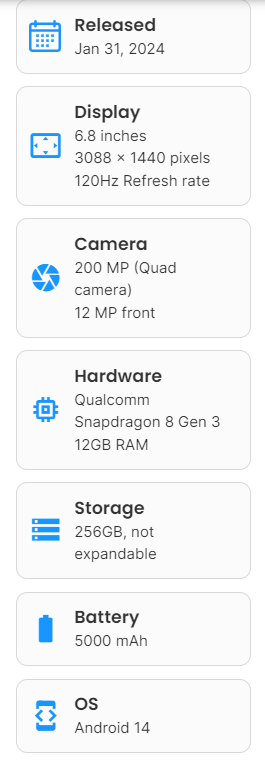 Released
Jan 31, 2024
Display
6.8 inches
3088 × 1440 pixels
120Hz Refresh rate
Camera
200 MP (Quad
camera)
12 MP front
Hardware
Qualcomm
Snapdragon 8 Gen 3
12GB RAM
Storage
256GB, not
expandable
Battery
5000 mAh
OS
Android 14